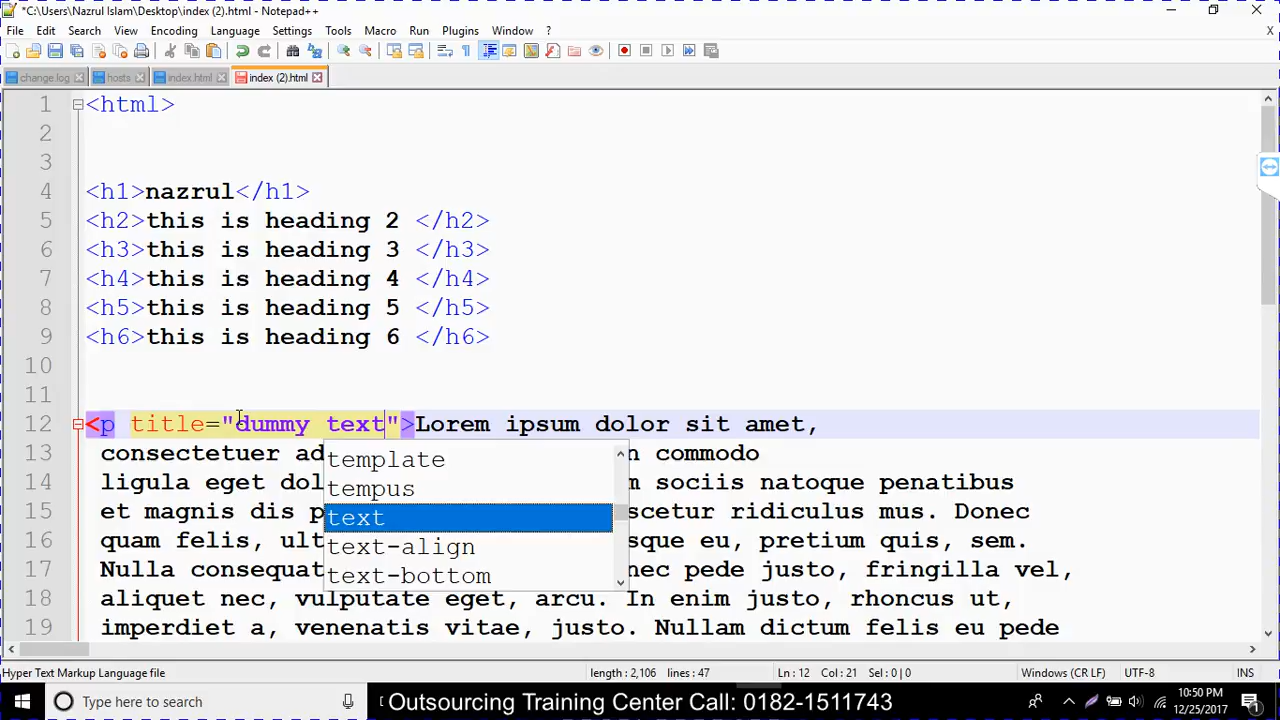 *C:\Users\Nazrul Islam\Desktop\index (2).html - Notepad++
File Edit Search View Encoding Language Settings Tools Macro Run Plugins Window ? X
change.log hosts index.html index (2).html
1 <html>
2
3
4 <h1>nazrul</h1>
5 <h2>this is heading 2 </h2>
6 <h3>this is heading 3 </h3>
7 <h4>this is heading 4 </h4>
8 <h5>this is heading 5 </h5>
9 <h6>this is heading 6 </h6>
10
11
12 <p title="dummy text">Lorem ipsum dolor sit amet,
13 consectetuer ad n commodo
14 ligula eget dol m sociis natoque penatibus
15 et magnis dis p scetur ridiculus mus. Donec
16 quam felis, ult sque eu, pretium quis, sem.
17 Nulla consequat nec pede justo, fringilla vel,
18 aliquet nec, vulputate eget, arcu. In enim justo, rhoncus ut,
19 imperdiet a, venenatis vitae, justo. Nullam dictum felis eu pede
template
tempus
text
text-align
text-bottom
Hyper Text Markup Language file length : 2,106 lines : 47 Ln : 12 Col : 21 Sel : 0 | 0 Windows (CR LF) UTF-8 INS
Type here to search
[ Outsourcing Training Center Call: 0182-1511743
10:50 PM
12/25/2017